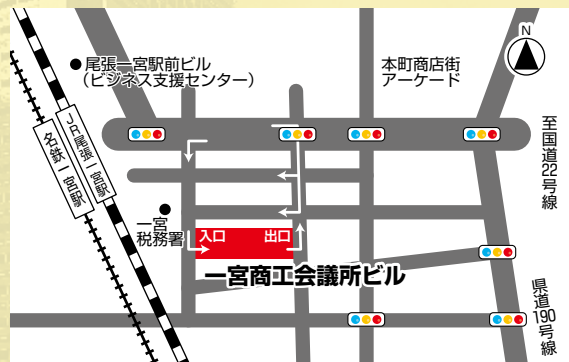 尾張一宮駅前ビル
(ビジネス支援センター)
本町商店街
アーケード
N
至国道22号線
JR尾張一宮駅
名鉄一宮駅
一宮
税務署
入口
出口
一宮商工会議所ビル
県道190号線